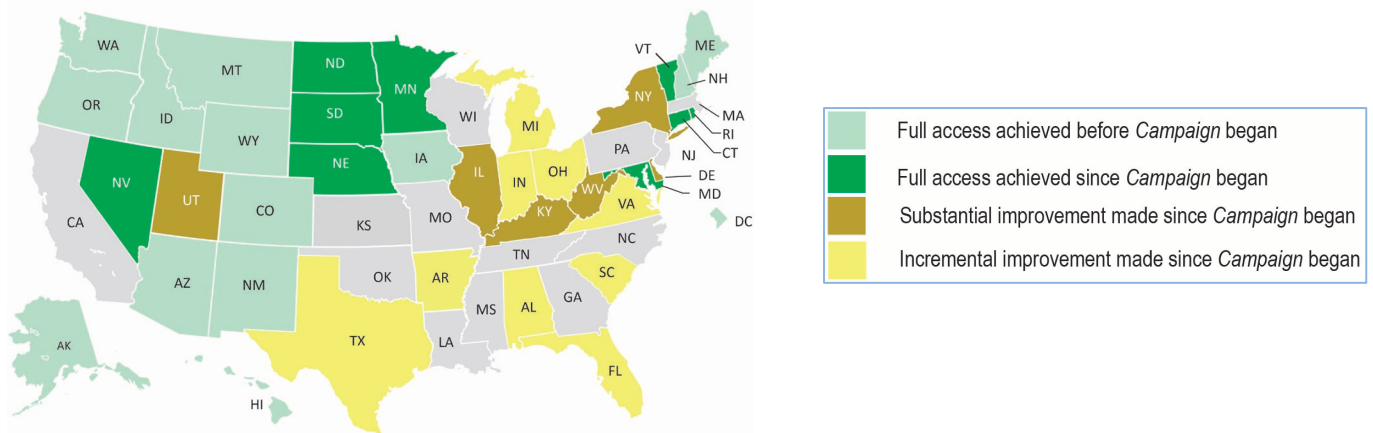 WA
MT
ND
MN
VT
ME
NH
OR
ID
SD
WI
MI
NY
MA
RI
WY
NE
IA
PA
CT
NJ
NV
UT
CO
IL
IN
OH
DE
MD
WV
KY
VA
CA
KS
MO
DC
NC
TN
AZ
NM
OK
AR
SC
MS
AL
GA
TX
LA
AK
FL
HI
Full access achieved before Campaign began
Full access achieved since Campaign began
Substantial improvement made since Campaign began
Incremental improvement made since Campaign began